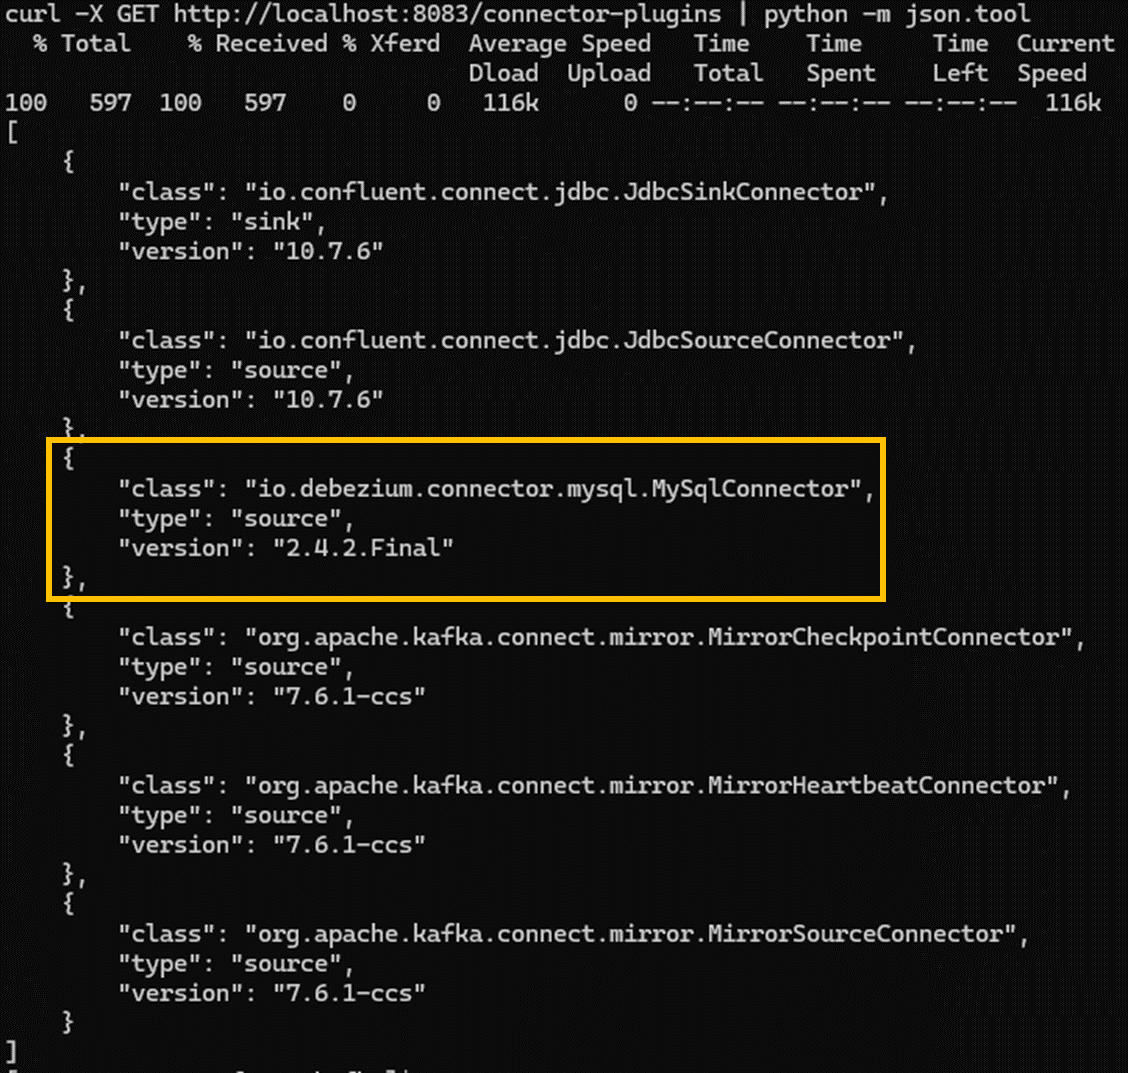 curl -X GET http://localhost:8083/connector-plugins | python -m json.tool
  % Total    % Received % Xferd  Average Speed   Time    Time     Time  Current
                                 Dload  Upload   Total   Spent    Left  Speed
100   597  100   597    0     0   116k      0 --:--:-- --:--:-- --:--:--  116k
[
    {
        "class": "io.confluent.connect.jdbc.JdbcSinkConnector",
        "type": "sink",
        "version": "10.7.6"
    },
    {
        "class": "io.confluent.connect.jdbc.JdbcSourceConnector",
        "type": "source",
        "version": "10.7.6"
    },
    {
        "class": "io.debezium.connector.mysql.MySqlConnector",
        "type": "source",
        "version": "2.4.2.Final"
    },
    {
        "class": "org.apache.kafka.connect.mirror.MirrorCheckpointConnector",
        "type": "source",
        "version": "7.6.1-ccs"
    },
    {
        "class": "org.apache.kafka.connect.mirror.MirrorHeartbeatConnector",
        "type": "source",
        "version": "7.6.1-ccs"
    },
    {
        "class": "org.apache.kafka.connect.mirror.MirrorSourceConnector",
        "type": "source",
        "version": "7.6.1-ccs"
    }
]